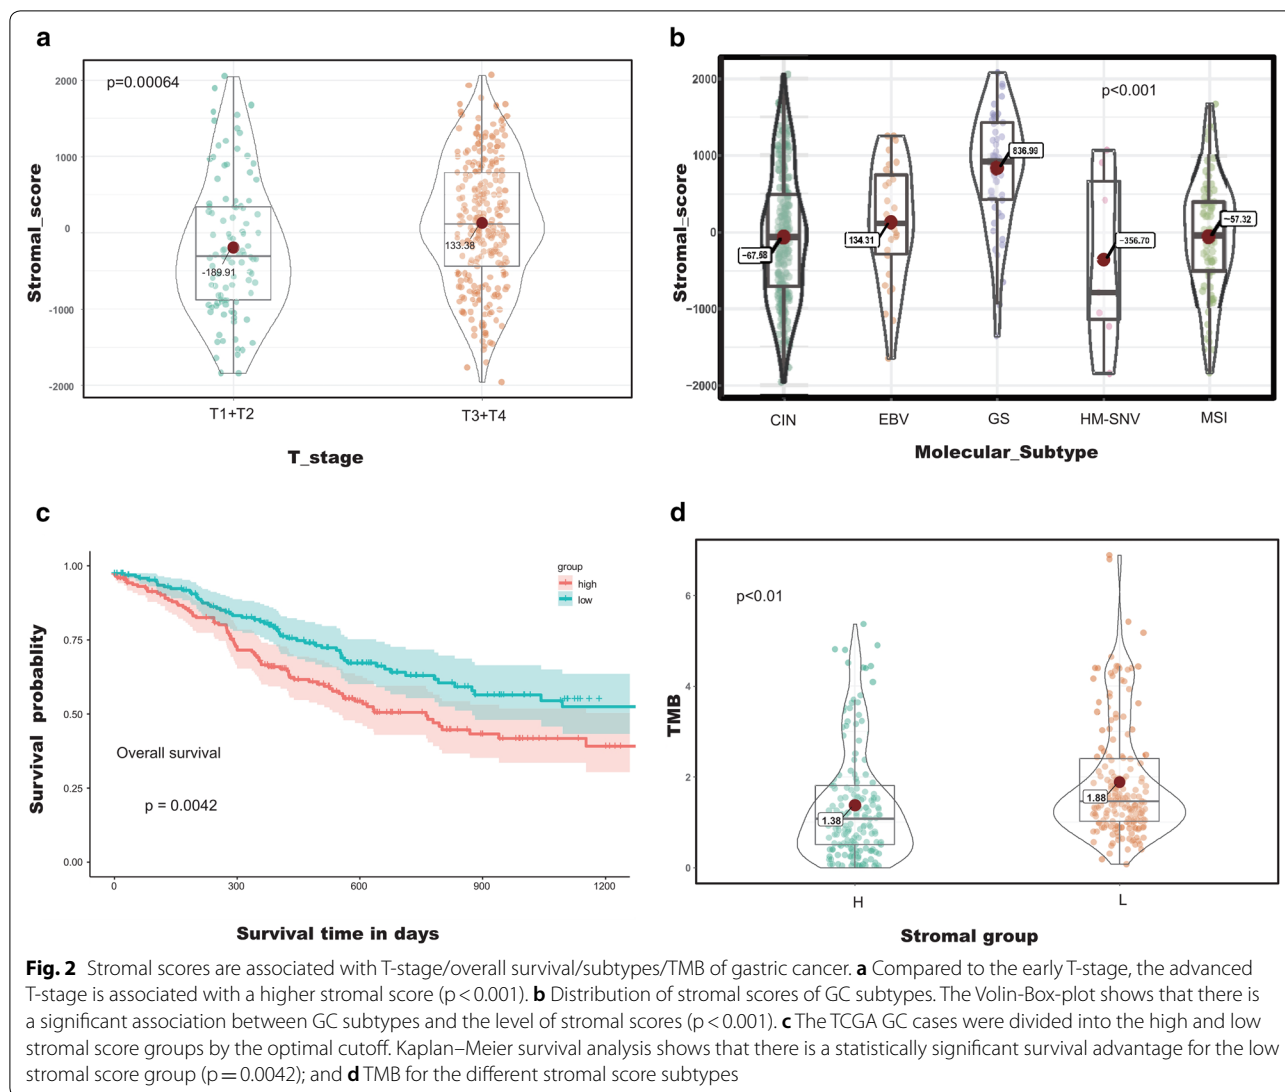 a
p=0.00064
Stromal_score
2000
1000
0
-1000
-2000
-189.91
133.38
T1+T2
T3+T4
T_stage
b
p<0.001
Stromal_score
2000
1000
0
-1000
-2000
-67.58
134.31
836.99
-356.70
-57.32
CIN
EBV
GS
HM-SNV
MSI
Molecular_Subtype
c
Survival probablity
1.00
0.75
0.50
0.25
0.00
group
high
low
Overall survival
p = 0.0042
0
300
600
900
1200
Survival time in days
d
p<0.01
TMB
6
4
2
0
1.38
1.88
H
L
Stromal group
Fig. 2 Stromal scores are associated with T-stage/overall survival/subtypes/TMB of gastric cancer. a Compared to the early T-stage, the advanced
T-stage is associated with a higher stromal score (p < 0.001). b Distribution of stromal scores of GC subtypes. The Volin-Box-plot shows that there is
a significant association between GC subtypes and the level of stromal scores (p < 0.001). c The TCGA GC cases were divided into the high and low
stromal score groups by the optimal cutoff. Kaplan–Meier survival analysis shows that there is a statistically significant survival advantage for the low
stromal score group (p = 0.0042); and d TMB for the different stromal score subtypes